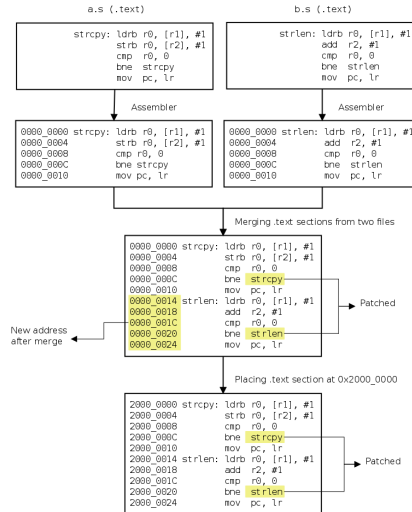 a.s (.text)
b.s (.text)
strcpy: ldrb r0, [r1], #1
strb r0, [r2], #1
cmp r0, 0
bne strcpy
mov pc, lr
strlen: ldrb r0, [r1], #1
add r2, #1
cmp r0, 0
bne strlen
mov pc, lr
Assembler
Assembler
0000_0000 strcpy: ldrb r0, [r1], #1
0000_0004 strb r0, [r2], #1
0000_0008 cmp r0, 0
0000_000C bne strcpy
0000_0010 mov pc, lr
0000_0000 strlen: ldrb r0, [r1], #1
0000_0004 add r2, #1
0000_0008 cmp r0, 0
0000_000C bne strlen
0000_0010 mov pc, lr
Merging .text sections from two files
0000_0000 strcpy: ldrb r0, [r1], #1
0000_0004 strb r0, [r2], #1
0000_0008 cmp r0, 0
0000_000C bne strcpy
0000_0010 mov pc, lr
0000_0014 strlen: ldrb r0, [r1], #1
0000_0018 add r2, #1
0000_001C cmp r0, 0
0000_0020 bne strlen
0000_0024 mov pc, lr
Patched
New address
after merge
Placing .text section at 0x2000_0000
2000_0000 strcpy: ldrb r0, [r1], #1
2000_0004 strb r0, [r2], #1
2000_0008 cmp r0, 0
2000_000C bne strcpy
2000_0010 mov pc, lr
2000_0014 strlen: ldrb r0, [r1], #1
2000_0018 add r2, #1
2000_001C cmp r0, 0
2000_0020 bne strlen
2000_0024 mov pc, lr
Patched